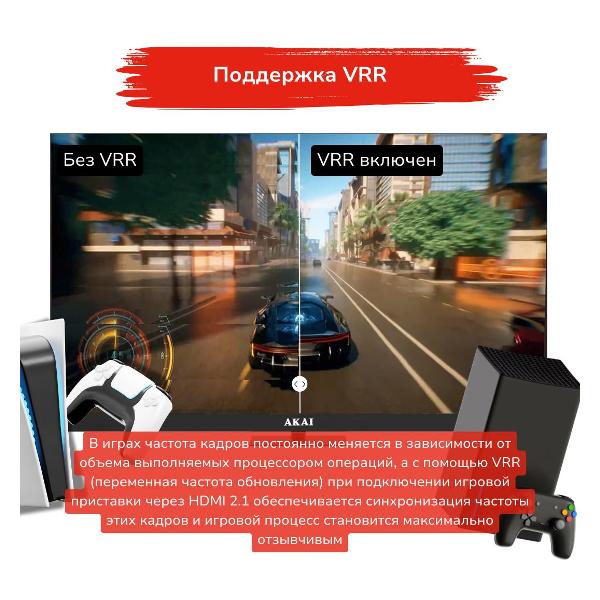 Поддержка VRR
Без VRR
VRR включен
AKAI
В играх частота кадров постоянно меняется в зависимости от
объема выполняемых процессором операций, а с помощью VRR
(переменная частота обновления) при подключении игровой
приставки через HDMI 2.1 обеспечивается синхронизация частоты
этих кадров и игровой процесс становится максимально
отзывчивым